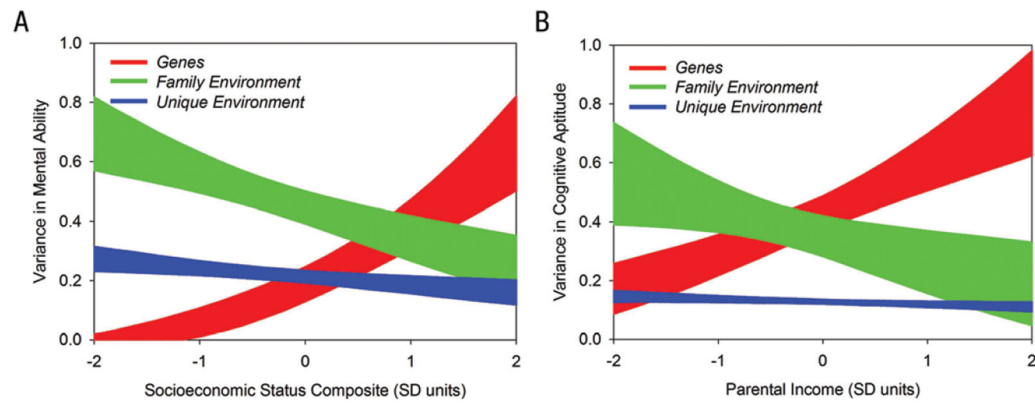 A
Variance in Mental Ability
1.0
0.8
0.6
0.4
0.2
0.0
Genes
Family Environment
Unique Environment
-2
-1
0
1
2
Socioeconomic Status Composite (SD units)
B
Variance in Cognitive Aptitude
1.0
0.8
0.6
0.4
0.2
0.0
Genes
Family Environment
Unique Environment
-2
-1
0
1
2
Parental Income (SD units)